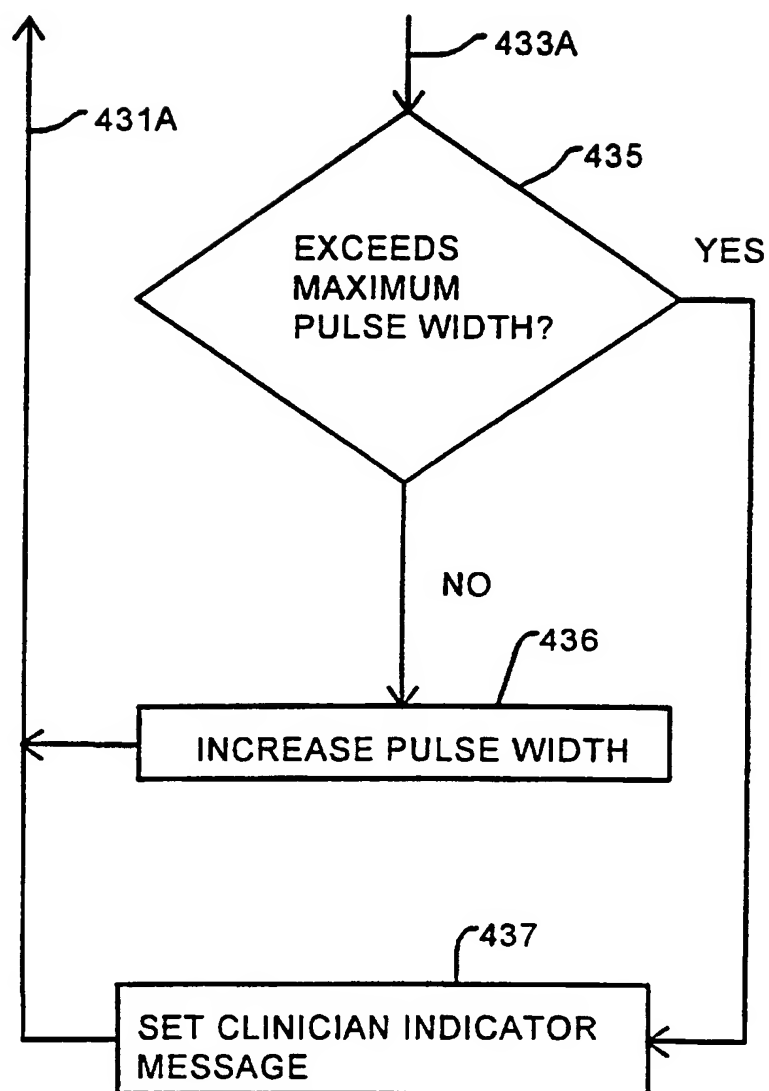 433A
431A
435
EXCEEDS
MAXIMUM
PULSE WIDTH?
YES
NO
436
INCREASE PULSE WIDTH
437
SET CLINICIAN INDICATOR
MESSAGE